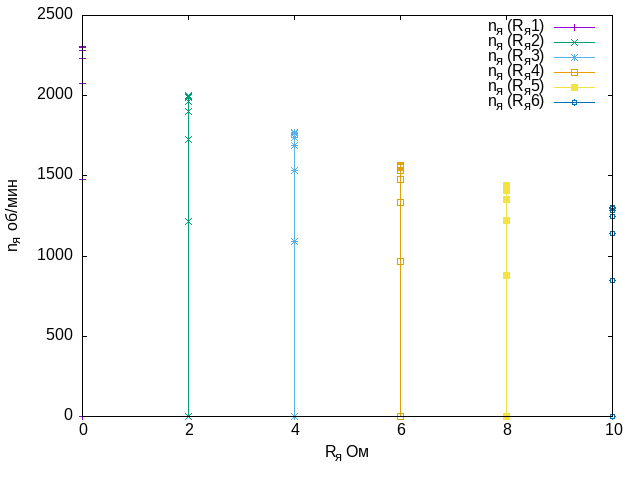 2500
2000
1500
1000
500
0
nя об/мин
0 2 4 6 8 10
Rя Ом
nя (Rя1)
nя (Rя2)
nя (Rя3)
nя (Rя4)
nя (Rя5)
nя (Rя6)